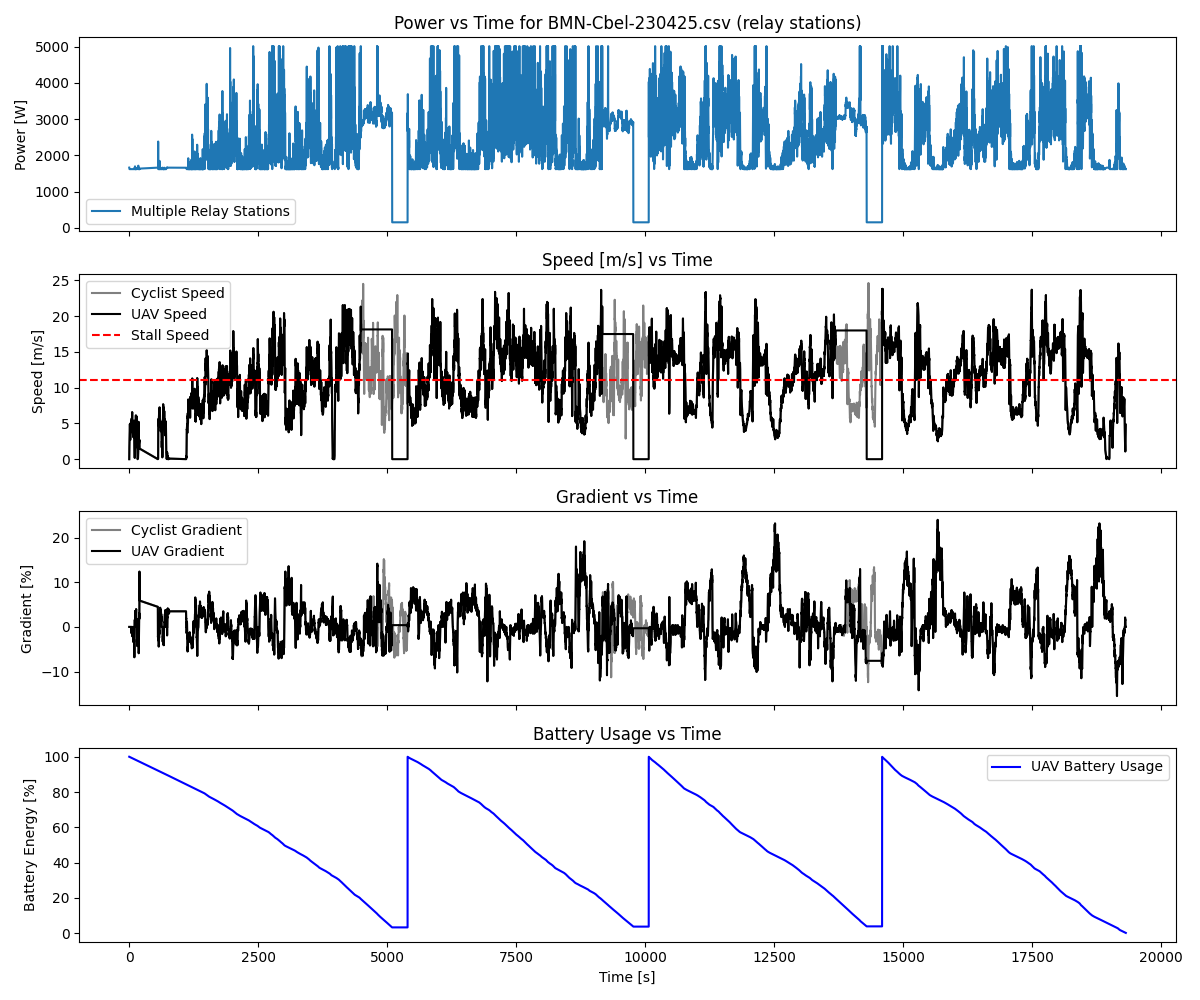 Power vs Time for BMN-Cbel-230425.csv (relay stations)
Power [W]
5000
4000
3000
2000
1000
0
Multiple Relay Stations
Speed [m/s] vs Time
Speed [m/s]
25
20
15
10
5
0
Cyclist Speed
UAV Speed
Stall Speed
Gradient vs Time
Gradient [%]
20
10
0
−10
Cyclist Gradient
UAV Gradient
Battery Usage vs Time
Battery Energy [%]
100
80
60
40
20
0
UAV Battery Usage
0 2500 5000 7500 10000 12500 15000 17500 20000
Time [s]